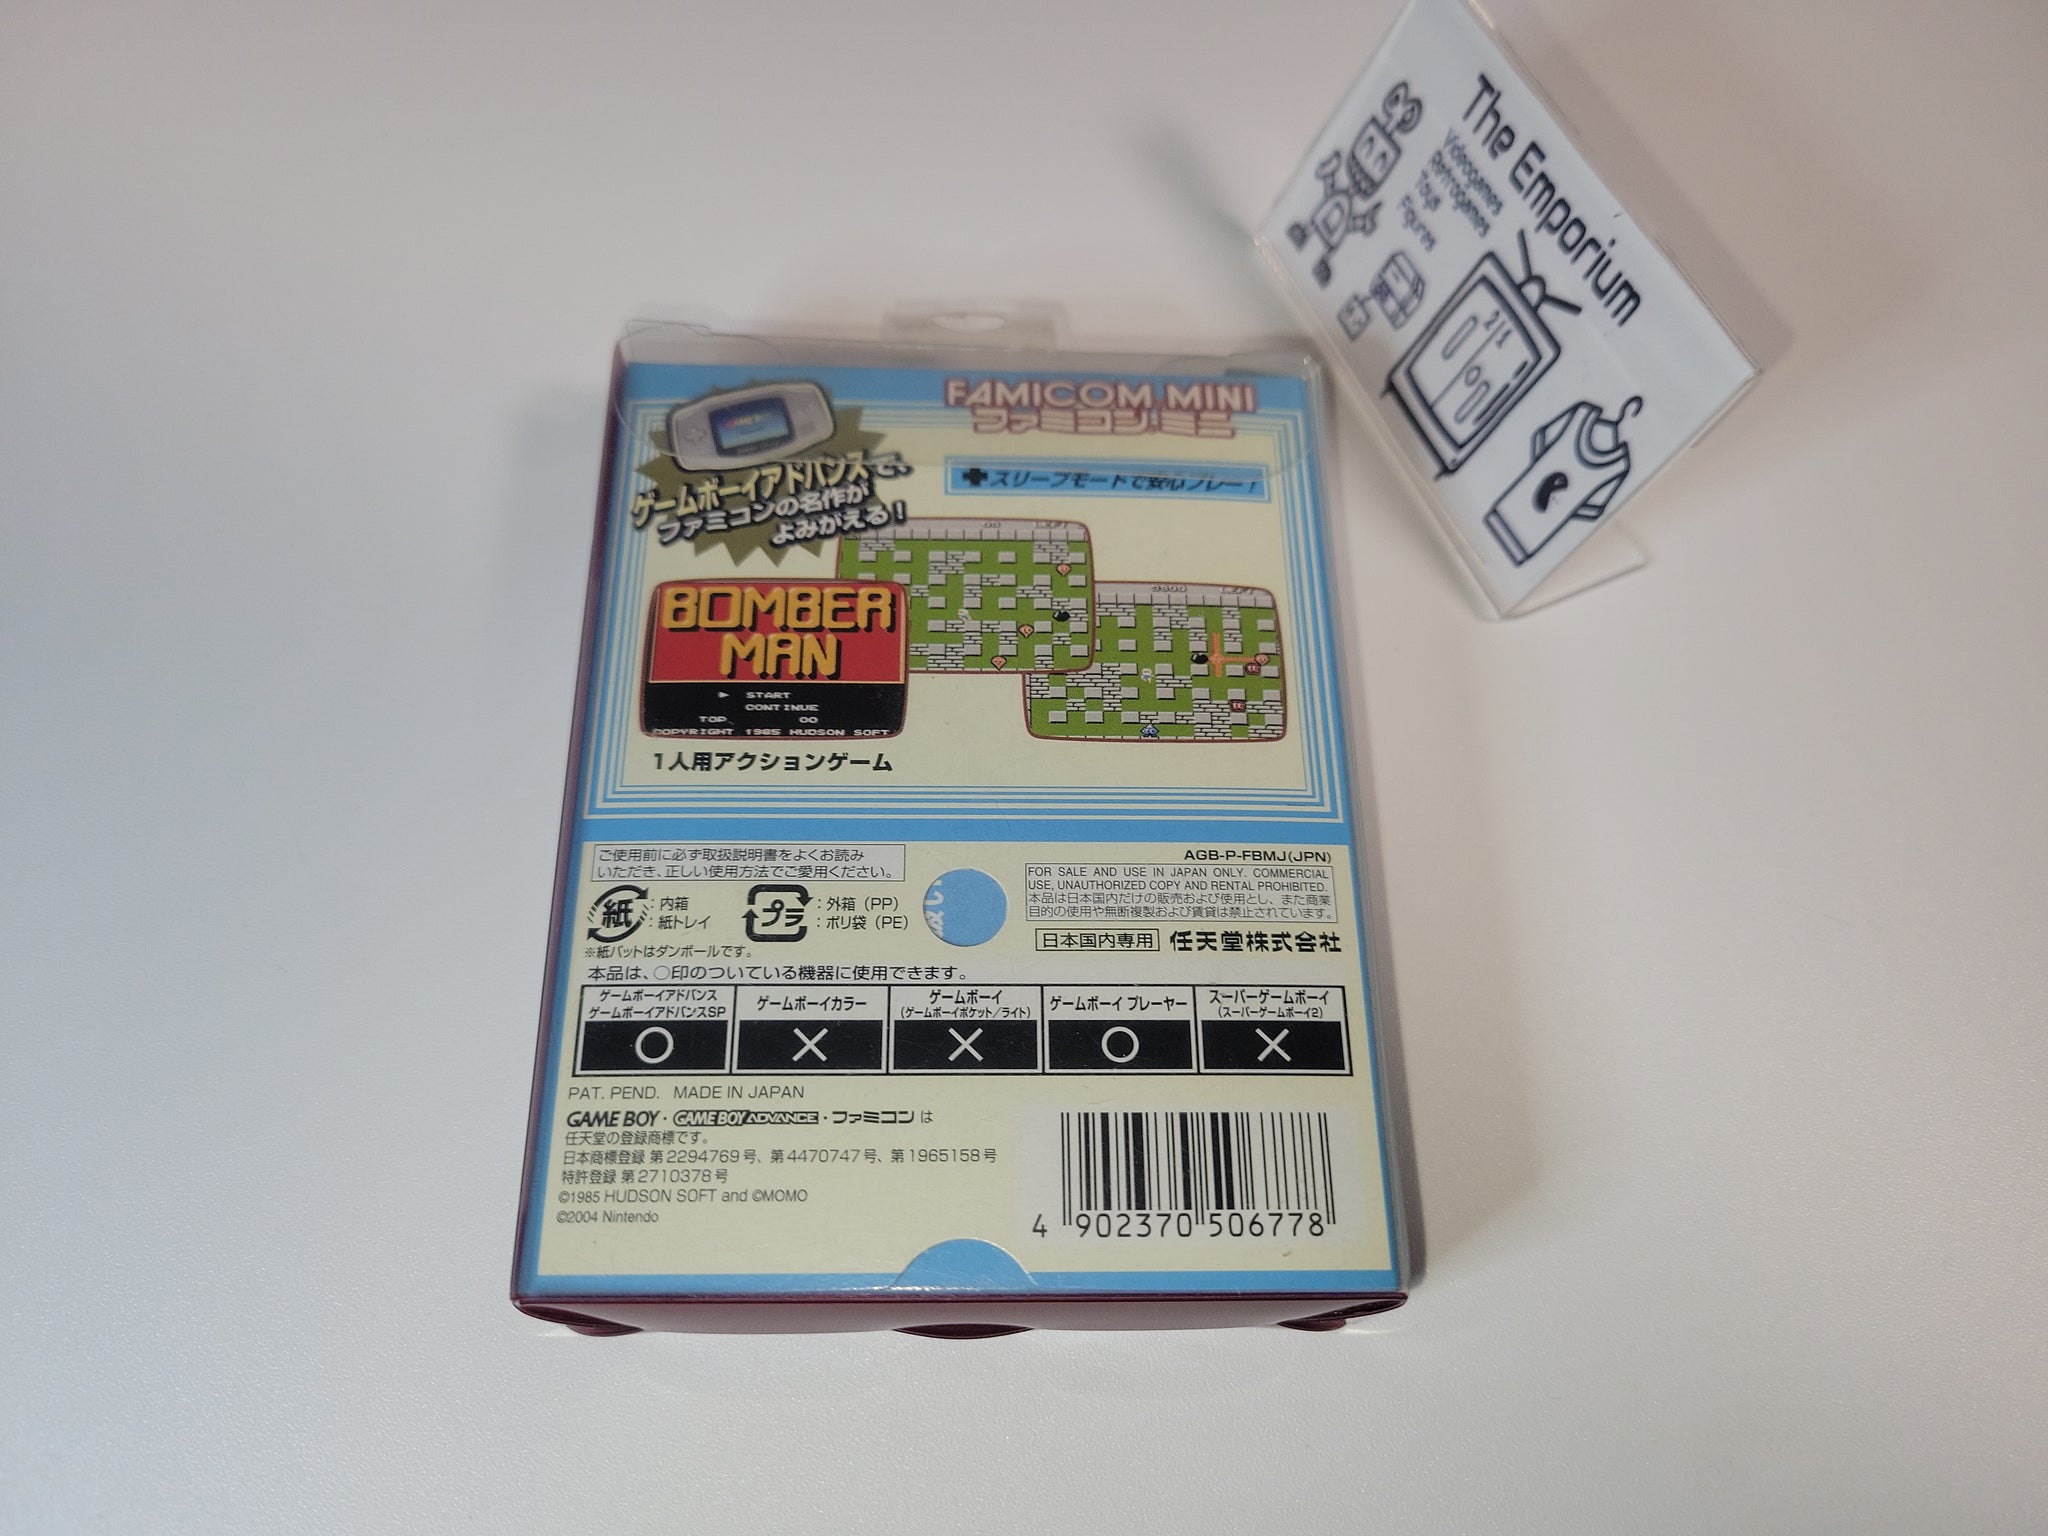 The Emporium
Videogames
Retrogames
Toys
Figures
FAMICOM MINI
ファミコンミニ
ゲームボーイアドバンスで、
ファミコンの名作が
よみがえる!
スリープモードで安心プレー!
BOMBER
MAN
START
CONTINUE
TOP 00
COPYRIGHT 1985 HUDSON SOFT
LEFT
4800 LEFT
1人用アクションゲーム
ご使用前に必ず取扱説明書をよくお読み
いただき、正しい使用方法でご愛用ください。
紙 :内箱
:紙トレイ
プラ :外箱(PP)
:ポリ袋(PE)
※紙パットはダンボールです。
AGB-P-FBMJ(JPN)
FOR SALE AND USE IN JAPAN ONLY. COMMERCIAL
USE, UNAUTHORIZED COPY AND RENTAL PROHIBITED.
本品は日本国内だけの販売および使用とし、また商業
目的の使用や無断複製および賃貸は禁止されています。
日本国内専用 任天堂株式会社
本品は、○印のついている機器に使用できます。
ゲームボーイアドバンス
ゲームボーイアドバンスSP
ゲームボーイカラー
ゲームボーイ
(ゲームボーイポケット/ライト)
ゲームボーイ プレーヤー
スーパーゲームボーイ
(スーパーゲームボーイ2)
○ × × ○ ×
PAT. PEND. MADE IN JAPAN
GAME BOY・GAME BOY ADVANCE・ファミコン は
任天堂の登録商標です。
日本商標登録 第2294769号、第4470747号、第1965158号
特許登録 第2710378号
©1985 HUDSON SOFT and ©MOMO
©2004 Nintendo
4 902370 506778